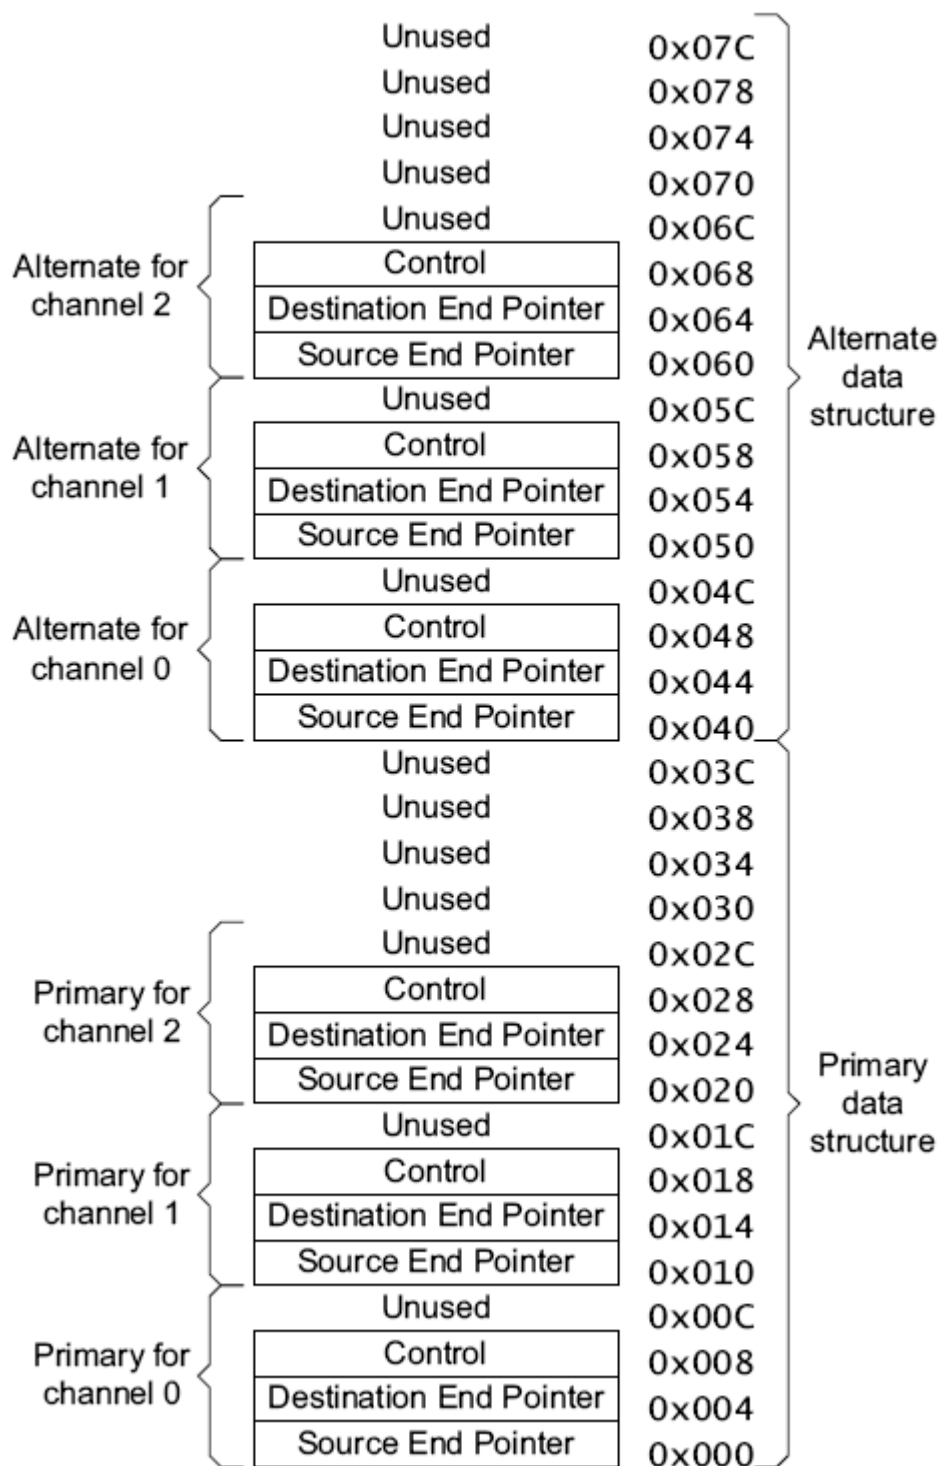 Unused 0x07C
Unused 0x078
Unused 0x074
Unused 0x070
Unused 0x06C
Alternate for
channel 2
Control 0x068
Destination End Pointer 0x064
Source End Pointer 0x060
Alternate
data
structure
Unused 0x05C
Alternate for
channel 1
Control 0x058
Destination End Pointer 0x054
Source End Pointer 0x050
Unused 0x04C
Alternate for
channel 0
Control 0x048
Destination End Pointer 0x044
Source End Pointer 0x040
Unused 0x03C
Unused 0x038
Unused 0x034
Unused 0x030
Unused 0x02C
Primary for
channel 2
Control 0x028
Destination End Pointer 0x024
Source End Pointer 0x020
Primary
data
structure
Unused 0x01C
Primary for
channel 1
Control 0x018
Destination End Pointer 0x014
Source End Pointer 0x010
Unused 0x00C
Primary for
channel 0
Control 0x008
Destination End Pointer 0x004
Source End Pointer 0x000